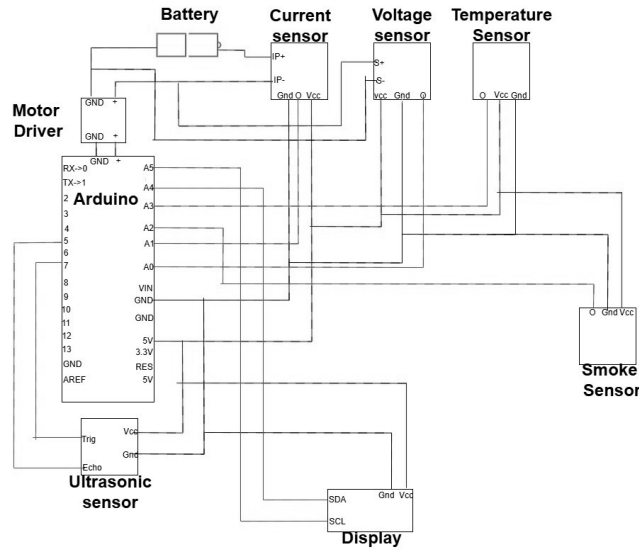 Battery
Current sensor
Voltage sensor
Temperature Sensor
IP+
IP-
Gnd O Vcc
S+
S-
vcc Gnd O
O Vcc Gnd
Motor Driver
GND +
GND +
GND +
Arduino
RX->0
TX->1
2
3
4
5
6
7
8
9
10
11
12
13
GND
AREF
A5
A4
A3
A2
A1
A0
VIN
GND
GND
5V
3.3V
RES
5V
O Gnd Vcc
Smoke Sensor
Vcc
Trig
Gnd
Echo
Ultrasonic sensor
Gnd Vcc
SDA
SCL
Display